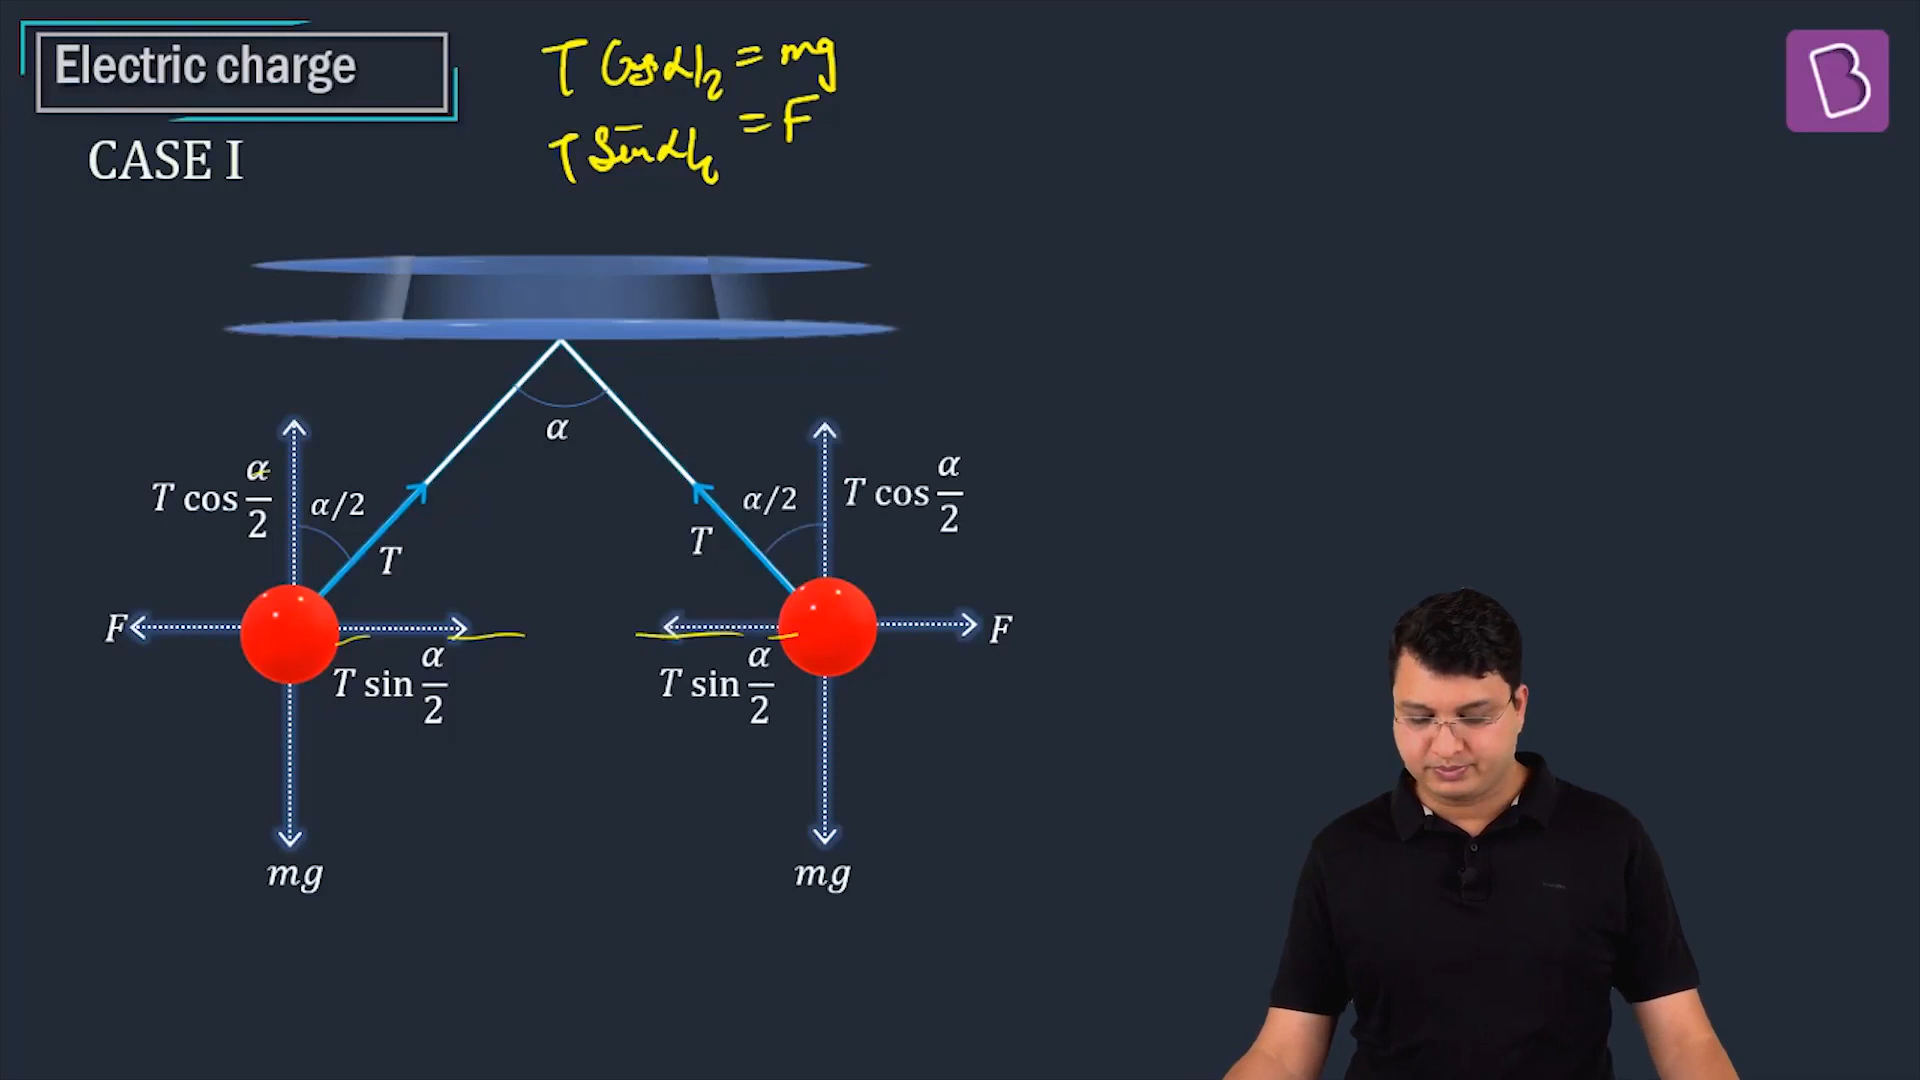 Electric charge
CASE I
T Cos α/2 = mg
T Sin α/2 = F
α
T cos α/2
α/2
T
α/2
T cos α/2
T
F
T sin α/2
T sin α/2
F
mg
mg
B